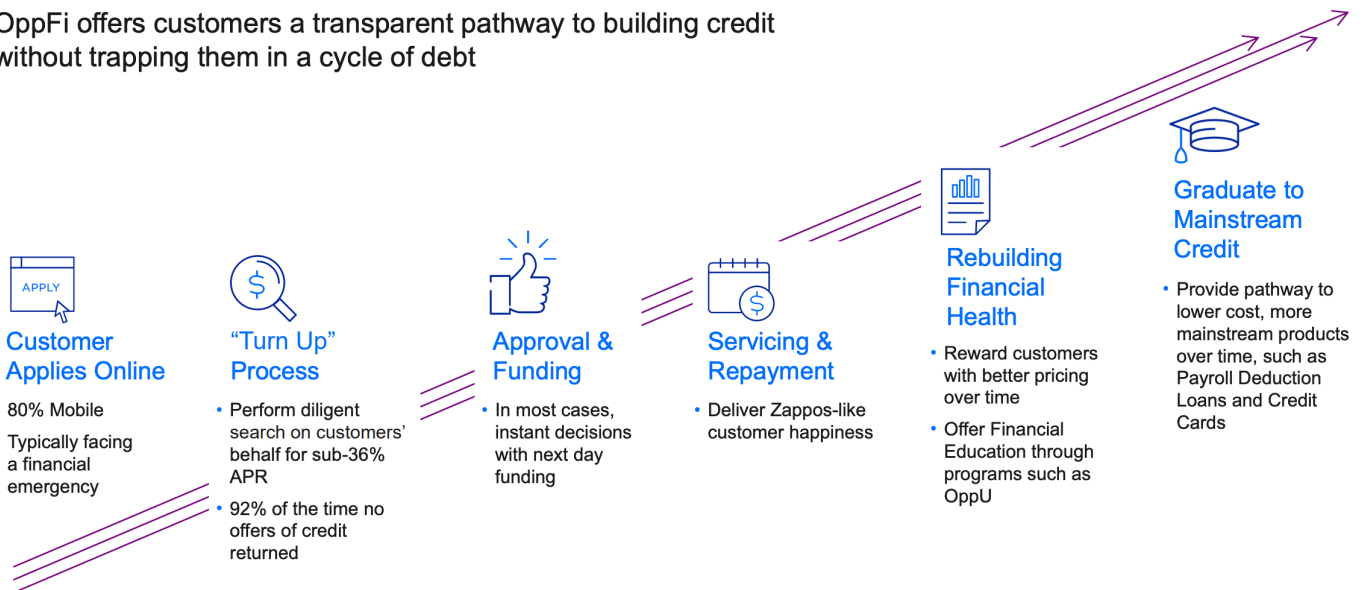 OppFi offers customers a transparent pathway to building credit
without trapping them in a cycle of debt
APPLY
Customer
Applies Online
80% Mobile
Typically facing
a financial
emergency
$
“Turn Up”
Process
• Perform diligent
search on customers’
behalf for sub-36%
APR
• 92% of the time no
offers of credit
returned
Approval &
Funding
• In most cases,
instant decisions
with next day
funding
$
Servicing &
Repayment
• Deliver Zappos-like
customer happiness
Rebuilding
Financial
Health
• Reward customers
with better pricing
over time
• Offer Financial
Education through
programs such as
OppU
Graduate to
Mainstream
Credit
• Provide pathway to
lower cost, more
mainstream products
over time, such as
Payroll Deduction
Loans and Credit
Cards